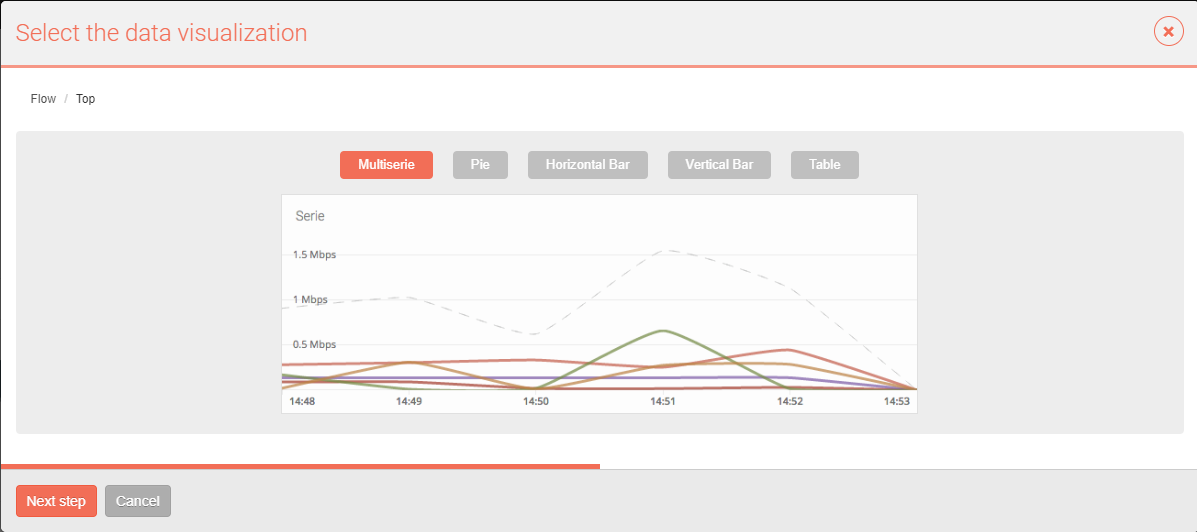 Select the data visualization
Flow / Top
Multiserie Pie Horizontal Bar Vertical Bar Table
Serie
1.5 Mbps
1 Mbps
0.5 Mbps
14:48 14:49 14:50 14:51 14:52 14:53
Next step Cancel